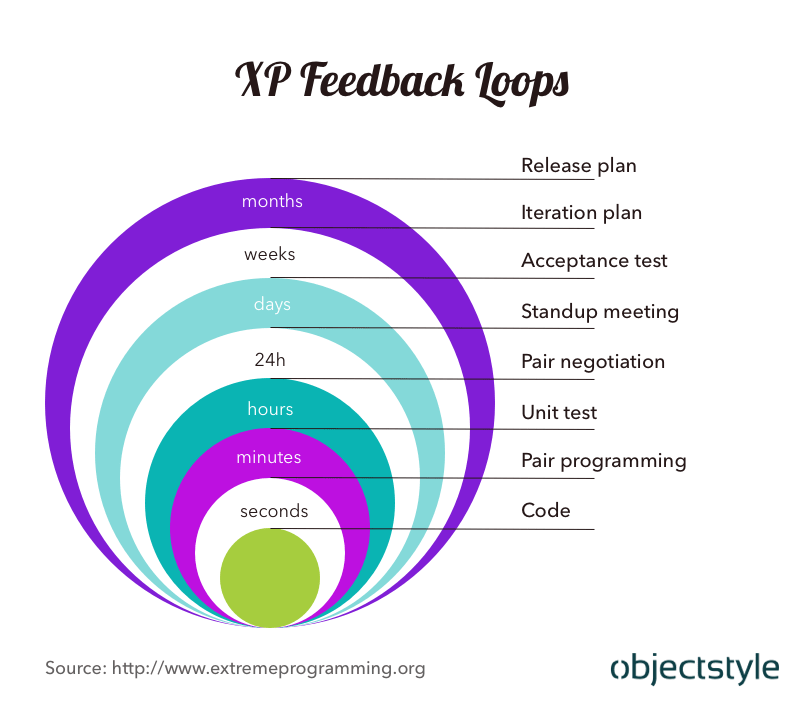 XP Feedback Loops
Release plan
months
Iteration plan
weeks
Acceptance test
days
Standup meeting
24h
Pair negotiation
hours
Unit test
minutes
Pair programming
seconds
Code
Source: http://www.extremeprogramming.org
objectstyle